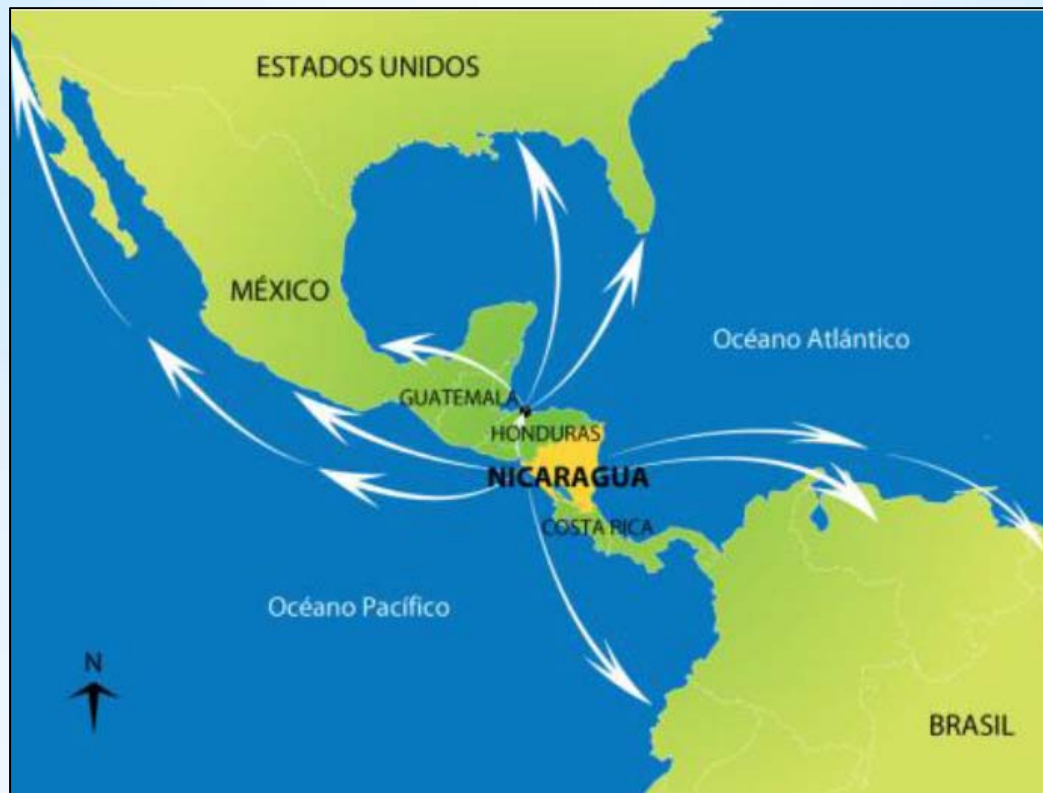 ESTADOS UNIDOS
MÉXICO
Océano Atlántico
GUATEMALA
HONDURAS
NICARAGUA
COSTA RICA
Océano Pacífico
N
BRASIL